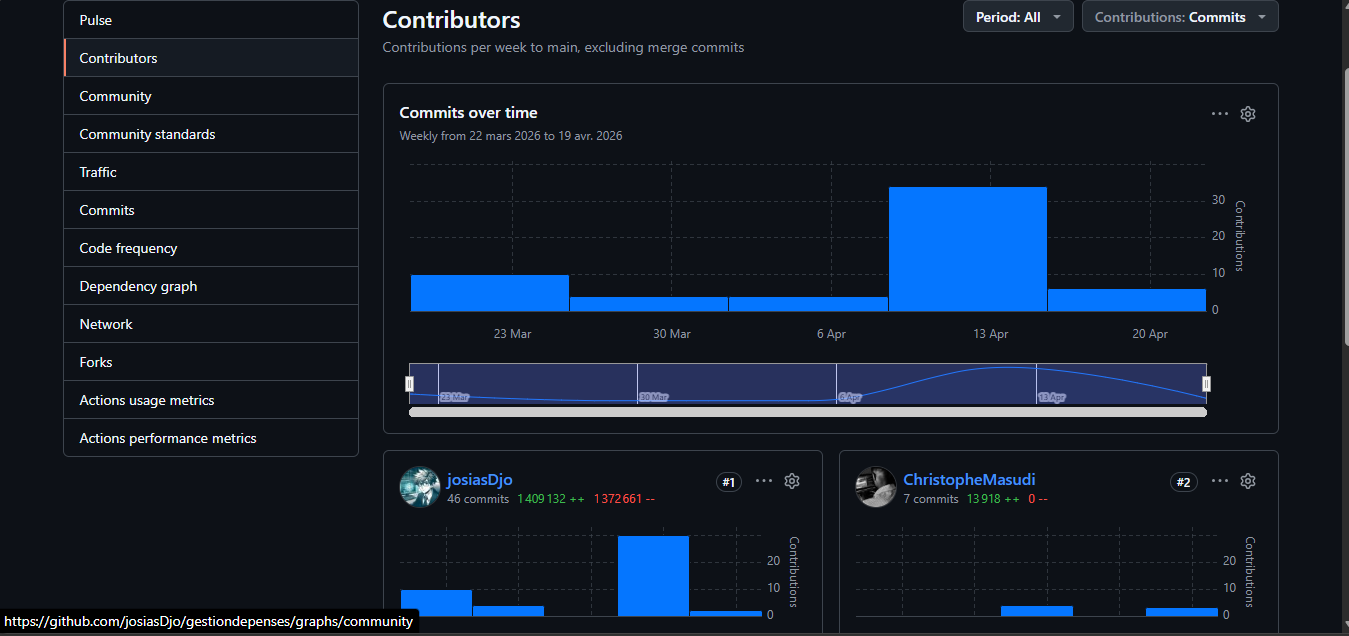 Pulse
Contributors
Community
Community standards
Traffic
Commits
Code frequency
Dependency graph
Network
Forks
Actions usage metrics
Actions performance metrics
Contributors
Period: All
Contributions: Commits
Contributions per week to main, excluding merge commits
Commits over time
Weekly from 22 mars 2026 to 19 avr. 2026
30
20
10
0
Contributions
23 Mar
30 Mar
6 Apr
13 Apr
20 Apr
23 Mar
30 Mar
6 Apr
13 Apr
josiasDjo
#1
46 commits 1 409 132 ++ 1 372 661 --
20
10
0
Contributions
ChristopheMasudi
#2
7 commits 13 918 ++ 0 --
20
10
0
Contributions
https://github.com/josiasDjo/gestiondepenses/graphs/community